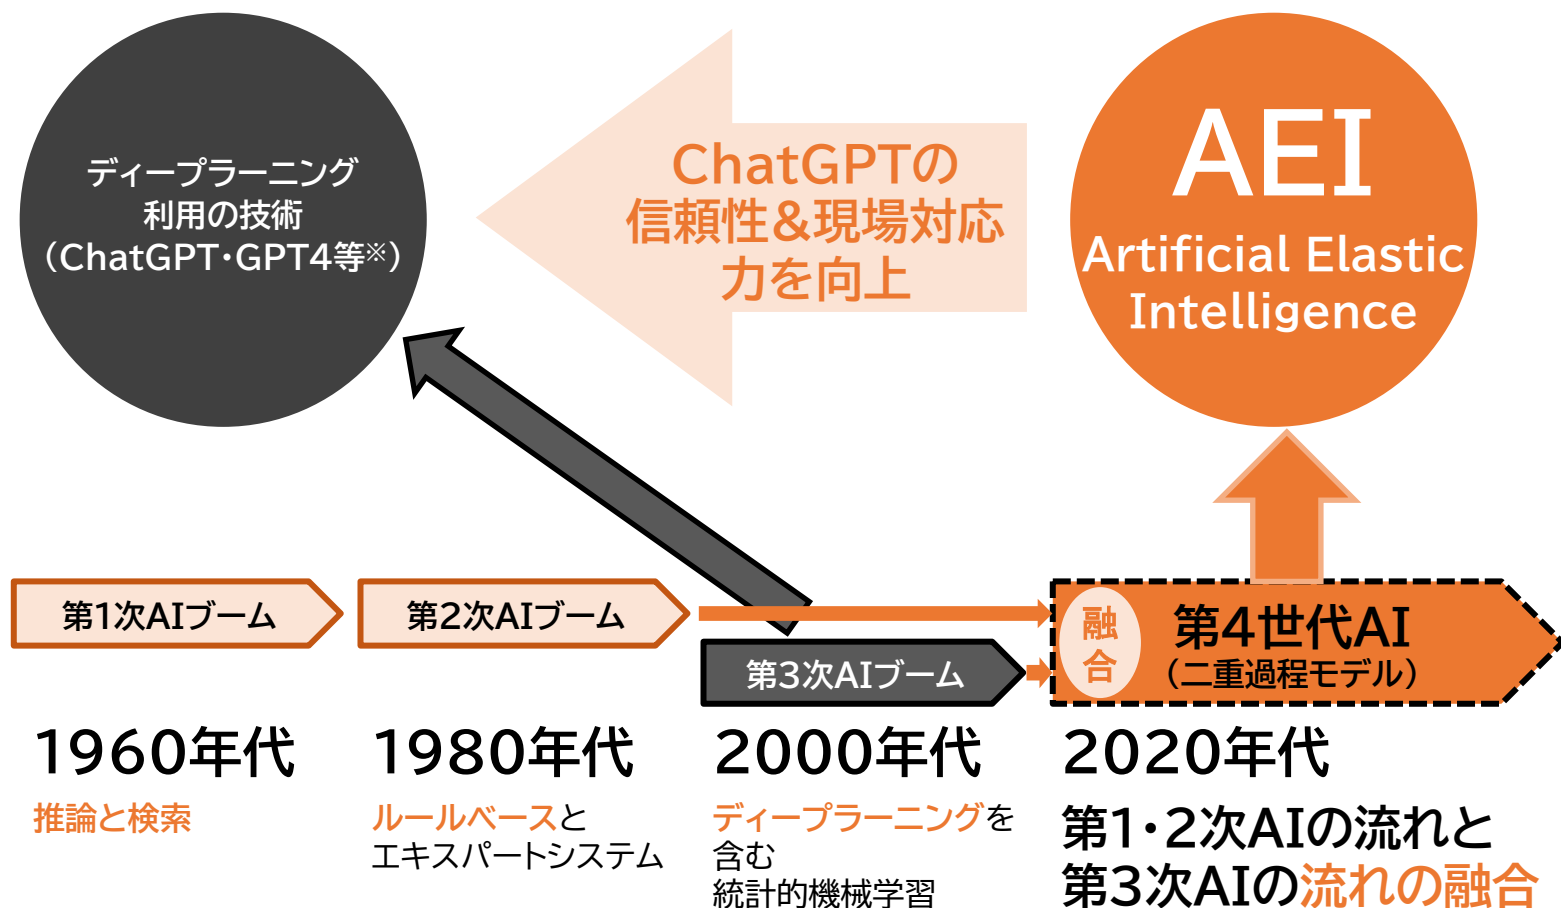 ディープラーニング
利用の技術
(ChatGPT・GPT4等※)
ChatGPTの
信頼性&現場対応
力を向上
AEI
Artificial Elastic
Intelligence
第1次AIブーム
第2次AIブーム
第3次AIブーム
融
合
第4世代AI
(二重過程モデル)
1960年代
推論と検索
1980年代
ルールベースと
エキスパートシステム
2000年代
ディープラーニングを
含む
統計的機械学習
2020年代
第1・2次AIの流れと
第3次AIの流れの融合